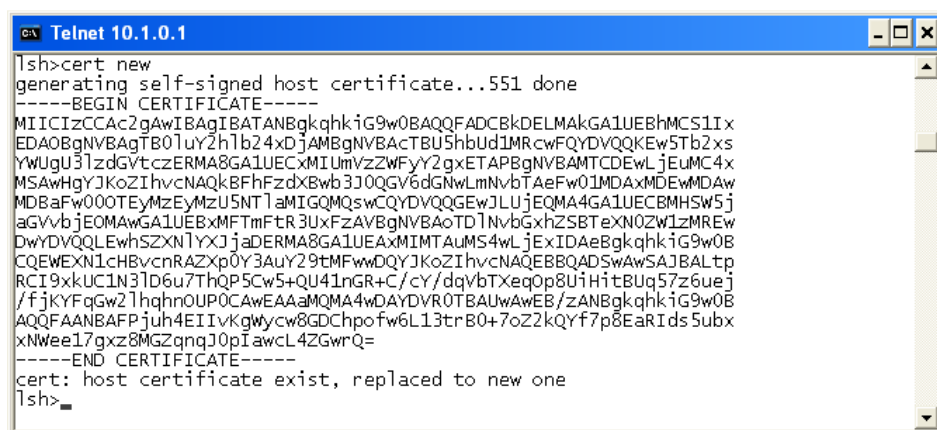 Telnet 10.1.0.1
lsh>cert new
generating self-signed host certificate...551 done
-----BEGIN CERTIFICATE-----
MIICIzCCAc2gAwIBAgIBATANBgkqhkiG9w0BAQQFADCBkDELMAkGA1UEBhMCS1Ix
EDAOBgNVBAgTB0luY2hlb24xDjAMBgNVBAcTBU5hbUd1MRcwFQYDVQQKEw5Tb2xs
YWUgU3lzdGVtczERMA8GA1UECxMIUmVzZWFyY2gxETAPBgNVBAMTCDEwLjEuMC4x
MSAwHgYJKoZIhvcNAQkBFhFzdXBwb3J0QGV6dGNwLmNvbTAeFw01MDAxMDEwMDAw
MDBaFw00OTEyMzEyMzU5NTlaMIGQMQswCQYDVQQGEwJLUjEQMA4GA1UECBMHSW5j
aGVvbjEOMAwGA1UEBxMFTmFtR3UxFzAVBgNVBAoTDlNvbGxhZSBTeXN0ZW1zMREw
DwYDVQQLEwhSZXNlYXJjaDERMA8GA1UEAxMIMTAuMS4wLjExIDAeBgkqhkiG9w0B
CQEWEXN1cHBvcnRAZXp0Y3AuY29tMFwwDQYJKoZIhvcNAQEBBQADSwAwSAJBALtp
RCI9xkUC1N3lD6u7ThQP5Cw5+QU41nGR+C/cY/dqVbTXeqOp8UiHitBUq57z6uej
/fjKYFqGw2lhqhnOUP0CAwEAAaMQMA4wDAYDVR0TBAUwAwEB/zANBgkqhkiG9w0B
AQQFAANBAFPjuh4EIIvKgWycw8GDChpofw6L13trB0+7oZ2kQYf7p8EaRIds5ubx
xNWee17gxz8MGZqnqJ0pIawcL4ZGwrQ=
-----END CERTIFICATE-----
cert: host certificate exist, replaced to new one
lsh>_